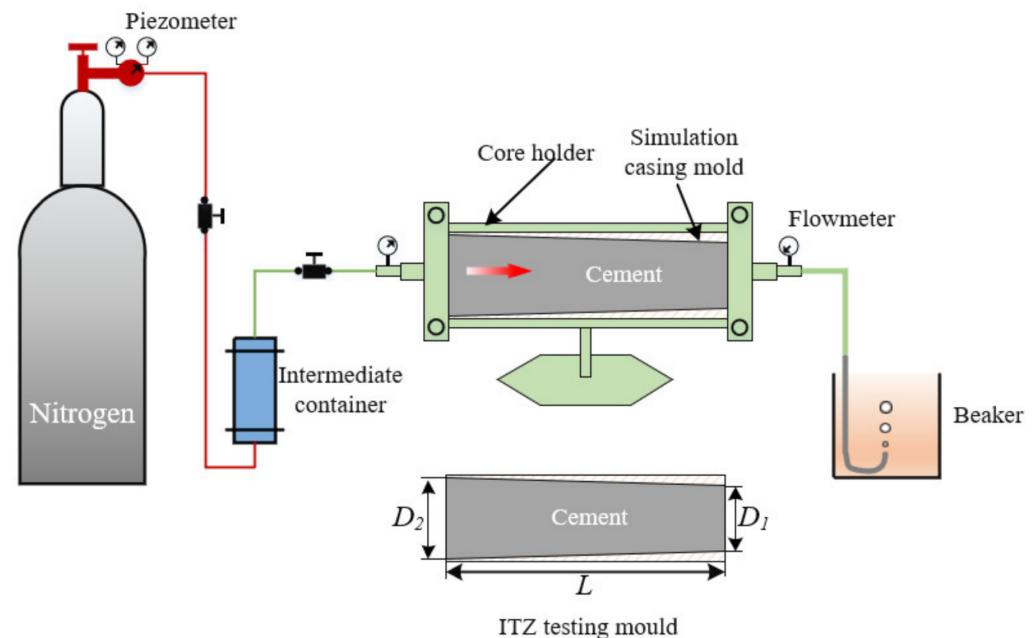 Piezometer
Simulation
casing mold
Core holder
Flowmeter
Cement
Intermediate
container
Nitrogen
Beaker
D2
Cement
D1
L
ITZ testing mould